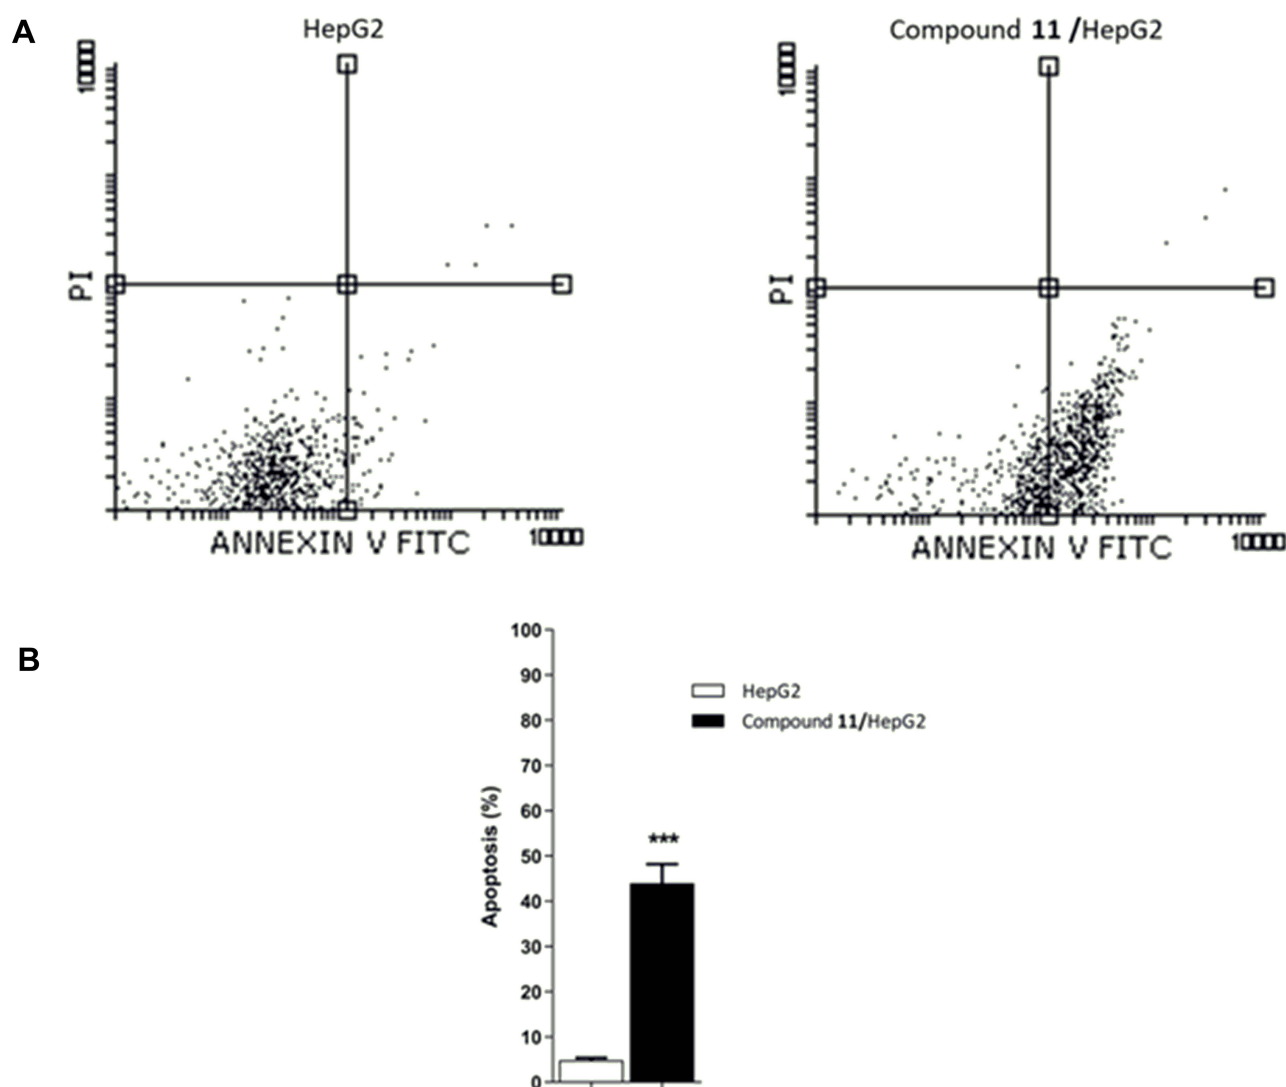 A
HepG2
Compound 11 /HepG2
PI
ANNEXIN V FITC
PI
ANNEXIN V FITC
B
100
90
80
70
60
50
40
30
20
10
0
Apoptosis (%)
***
HepG2
Compound 11/HepG2